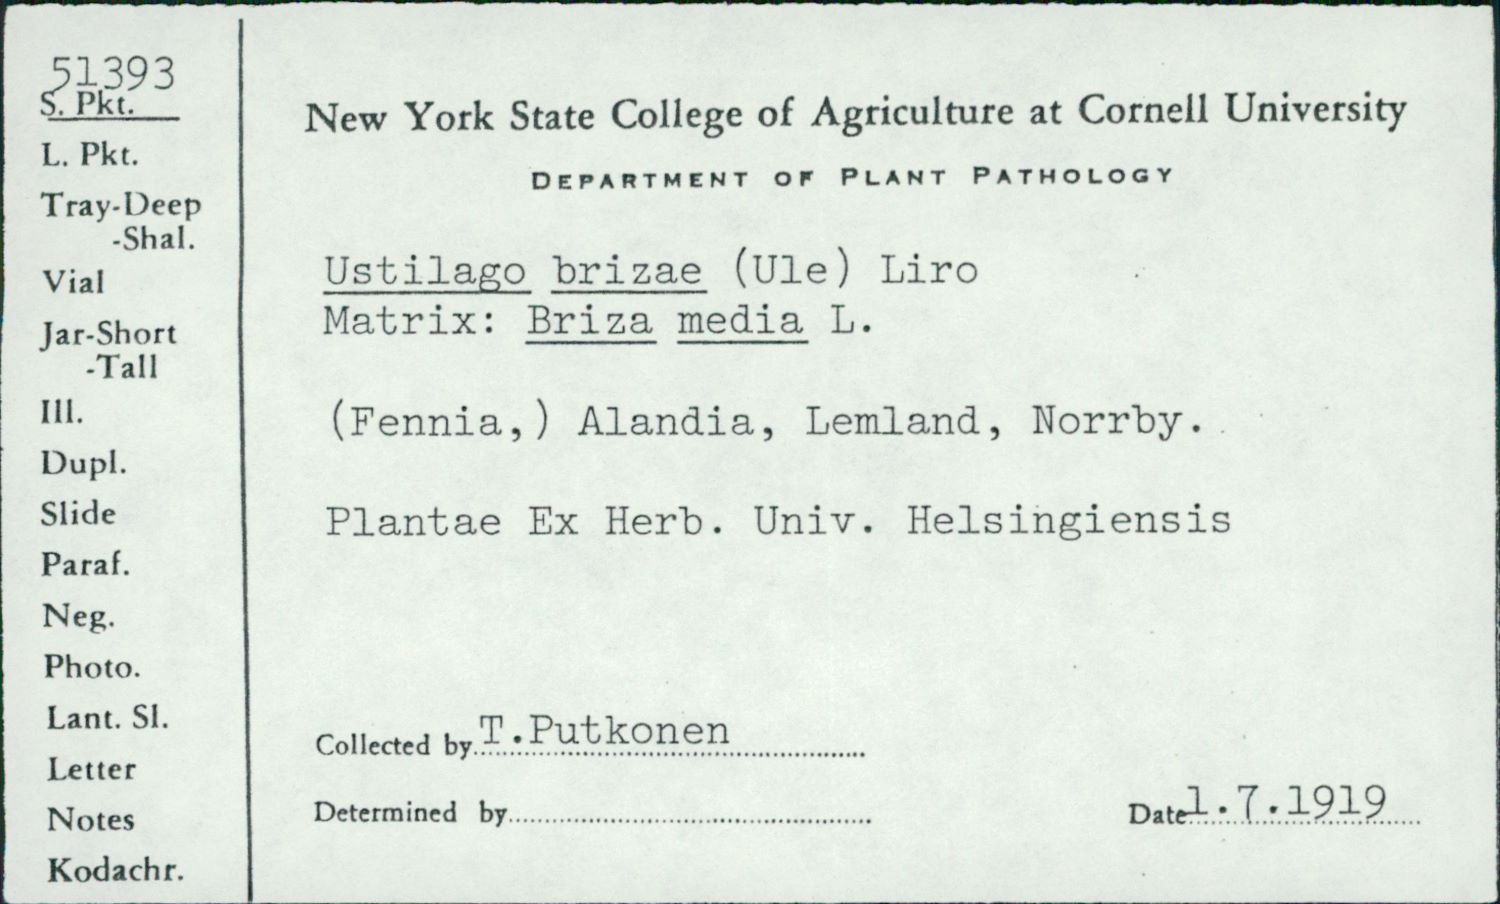 51393
S. Pkt.
L. Pkt.
Tray-Deep
-Shal.
Vial
Jar-Short
-Tall
Ill.
Dupl.
Slide
Paraf.
Neg.
Photo.
Lant. Sl.
Letter
Notes
Kodachr.
New York State College of Agriculture at Cornell University
DEPARTMENT OF PLANT PATHOLOGY
Ustilago brizae (Ule) Liro
Matrix: Briza media L.
(Fennia,) Alandia, Lemland, Norrby.
Plantae Ex Herb. Univ. Helsingiensis
Collected by T.Putkonen
Determined by
Date 1.7.1919